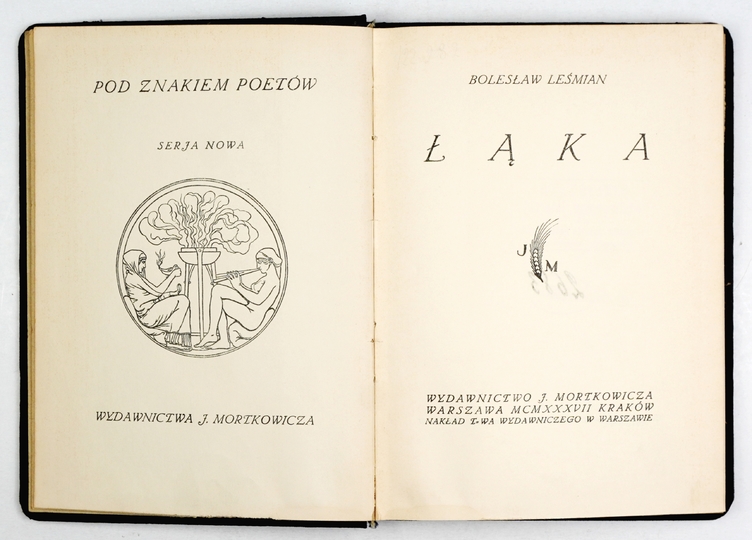 POD ZNAKIEM POETÓW
SERJA NOWA
WYDAWNICTWA J. MORTKOWICZA
BOLESŁAW LEŚMIAN
ŁĄKA
J M
WYDAWNICTWO J. MORTKOWICZA
WARSZAWA MCMXXXVII KRAKÓW
NAKŁAD T-WA WYDAWNICZEGO W WARSZAWIE